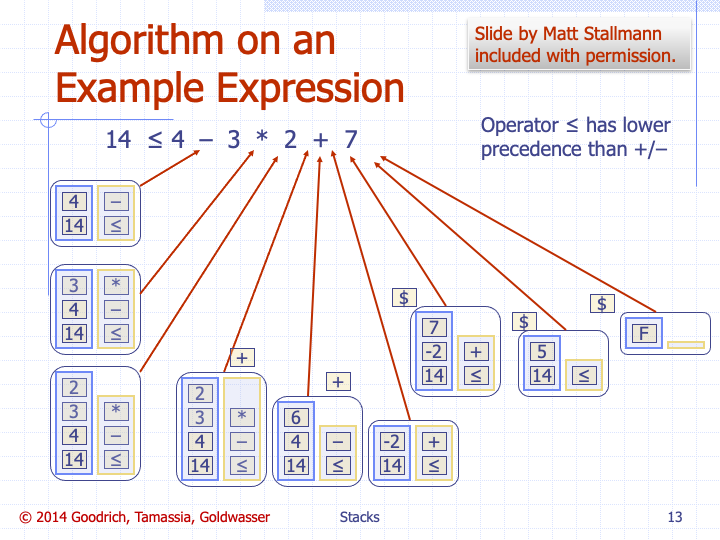 Algorithm on an
Example Expression
Slide by Matt Stallmann
included with permission.
14 ≤ 4 – 3 * 2 + 7
Operator ≤ has lower
precedence than +/–
4 –
14 ≤
3 *
4 –
14 ≤
2
3 *
4 –
14 ≤
+
2
3 *
4 –
14 ≤
+
6
4 –
14 ≤
-2 +
14 ≤
$
7
-2 +
14 ≤
$
5
14 ≤
$
F
© 2014 Goodrich, Tamassia, Goldwasser
Stacks
13